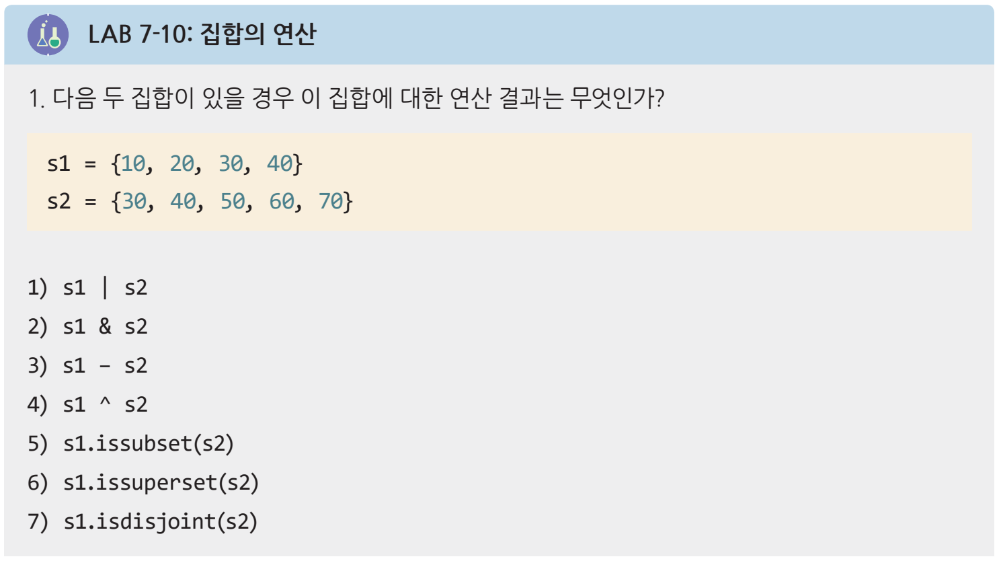 LAB 7-10: 집합의 연산
1. 다음 두 집합이 있을 경우 이 집합에 대한 연산 결과는 무엇인가?
s1 = {10, 20, 30, 40}
s2 = {30, 40, 50, 60, 70}
1) s1 | s2
2) s1 & s2
3) s1 – s2
4) s1 ^ s2
5) s1.issubset(s2)
6) s1.issuperset(s2)
7) s1.isdisjoint(s2)